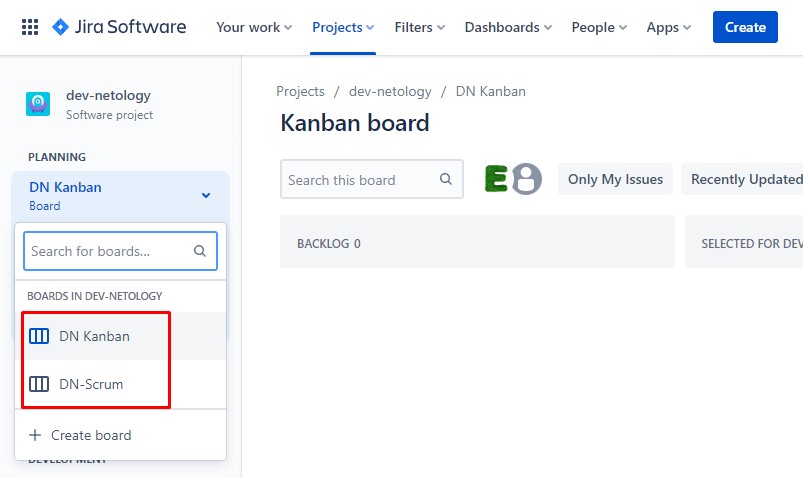 Jira Software Your work Projects Filters Dashboards People Apps Create
dev-netology
Software project
PLANNING
DN Kanban
Board
Search for boards...
BOARDS IN DEV-NETOLOGY
DN Kanban
DN-Scrum
+ Create board
DEVELOPMENT
Projects / dev-netology / DN Kanban
Kanban board
Search this board
E
Only My Issues
Recently Updated
BACKLOG 0
SELECTED FOR DEV